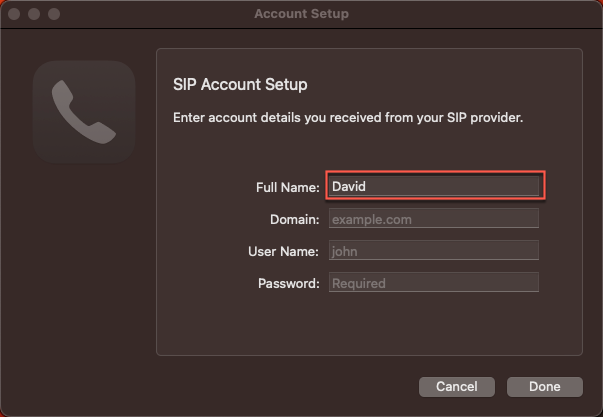 Account Setup
SIP Account Setup
Enter account details you received from your SIP provider.
Full Name: David
Domain: example.com
User Name: john
Password: Required
Cancel Done